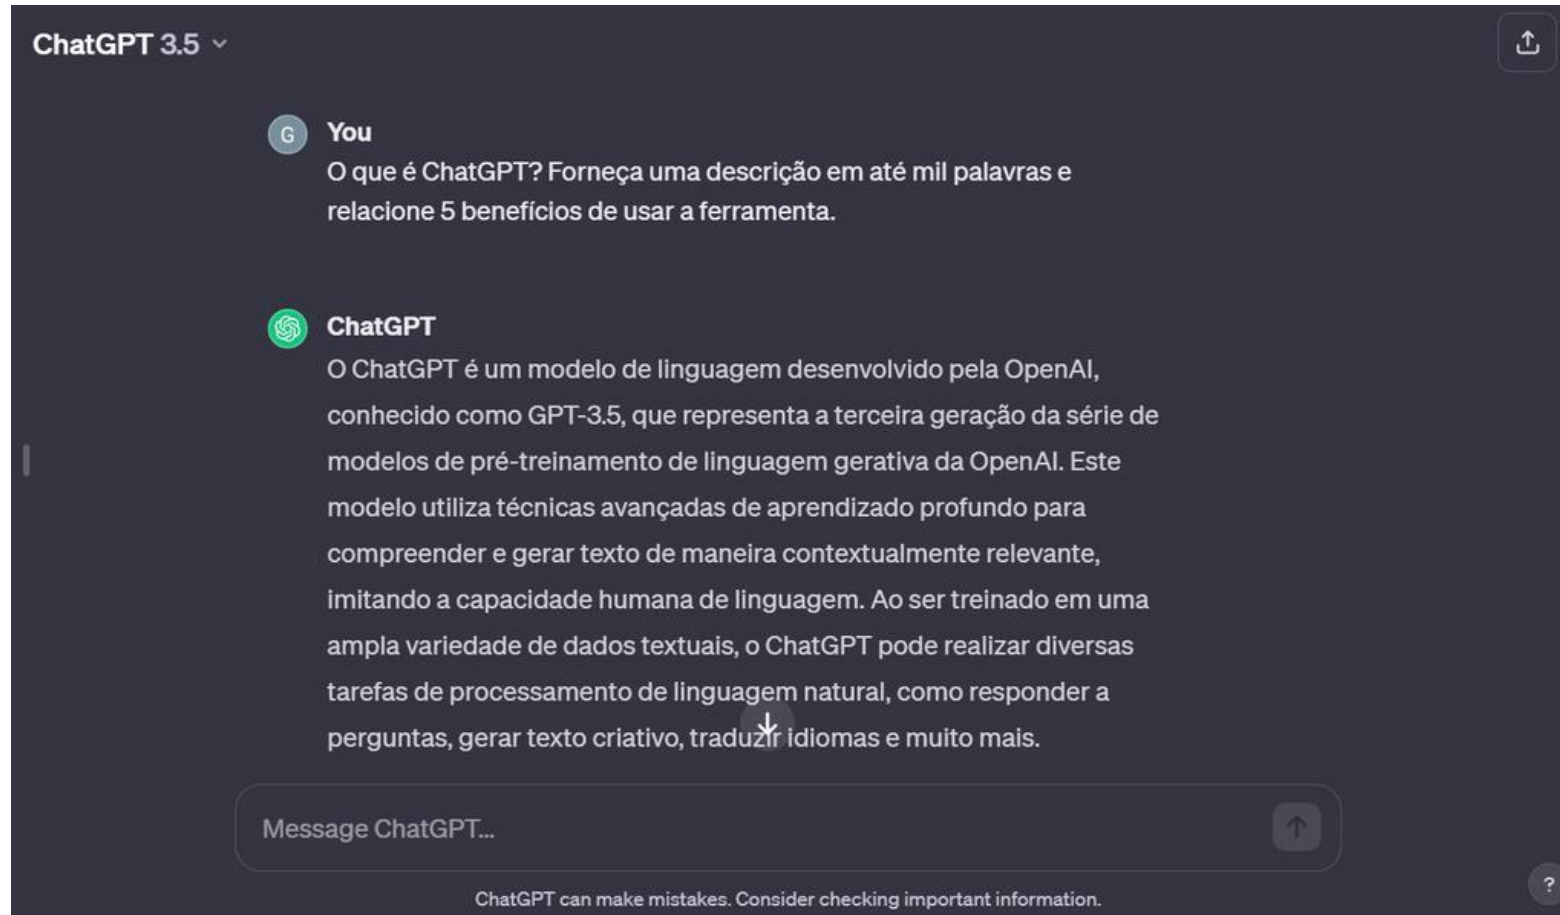 ChatGPT 3.5
G
You
O que é ChatGPT? Forneça uma descrição em até mil palavras e
relacione 5 benefícios de usar a ferramenta.
ChatGPT
O ChatGPT é um modelo de linguagem desenvolvido pela OpenAI,
conhecido como GPT-3.5, que representa a terceira geração da série de
modelos de pré-treinamento de linguagem gerativa da OpenAI. Este
modelo utiliza técnicas avançadas de aprendizado profundo para
compreender e gerar texto de maneira contextualmente relevante,
imitando a capacidade humana de linguagem. Ao ser treinado em uma
ampla variedade de dados textuais, o ChatGPT pode realizar diversas
tarefas de processamento de linguagem natural, como responder a
perguntas, gerar texto criativo, traduzir idiomas e muito mais.
Message ChatGPT...
ChatGPT can make mistakes. Consider checking important information.
?